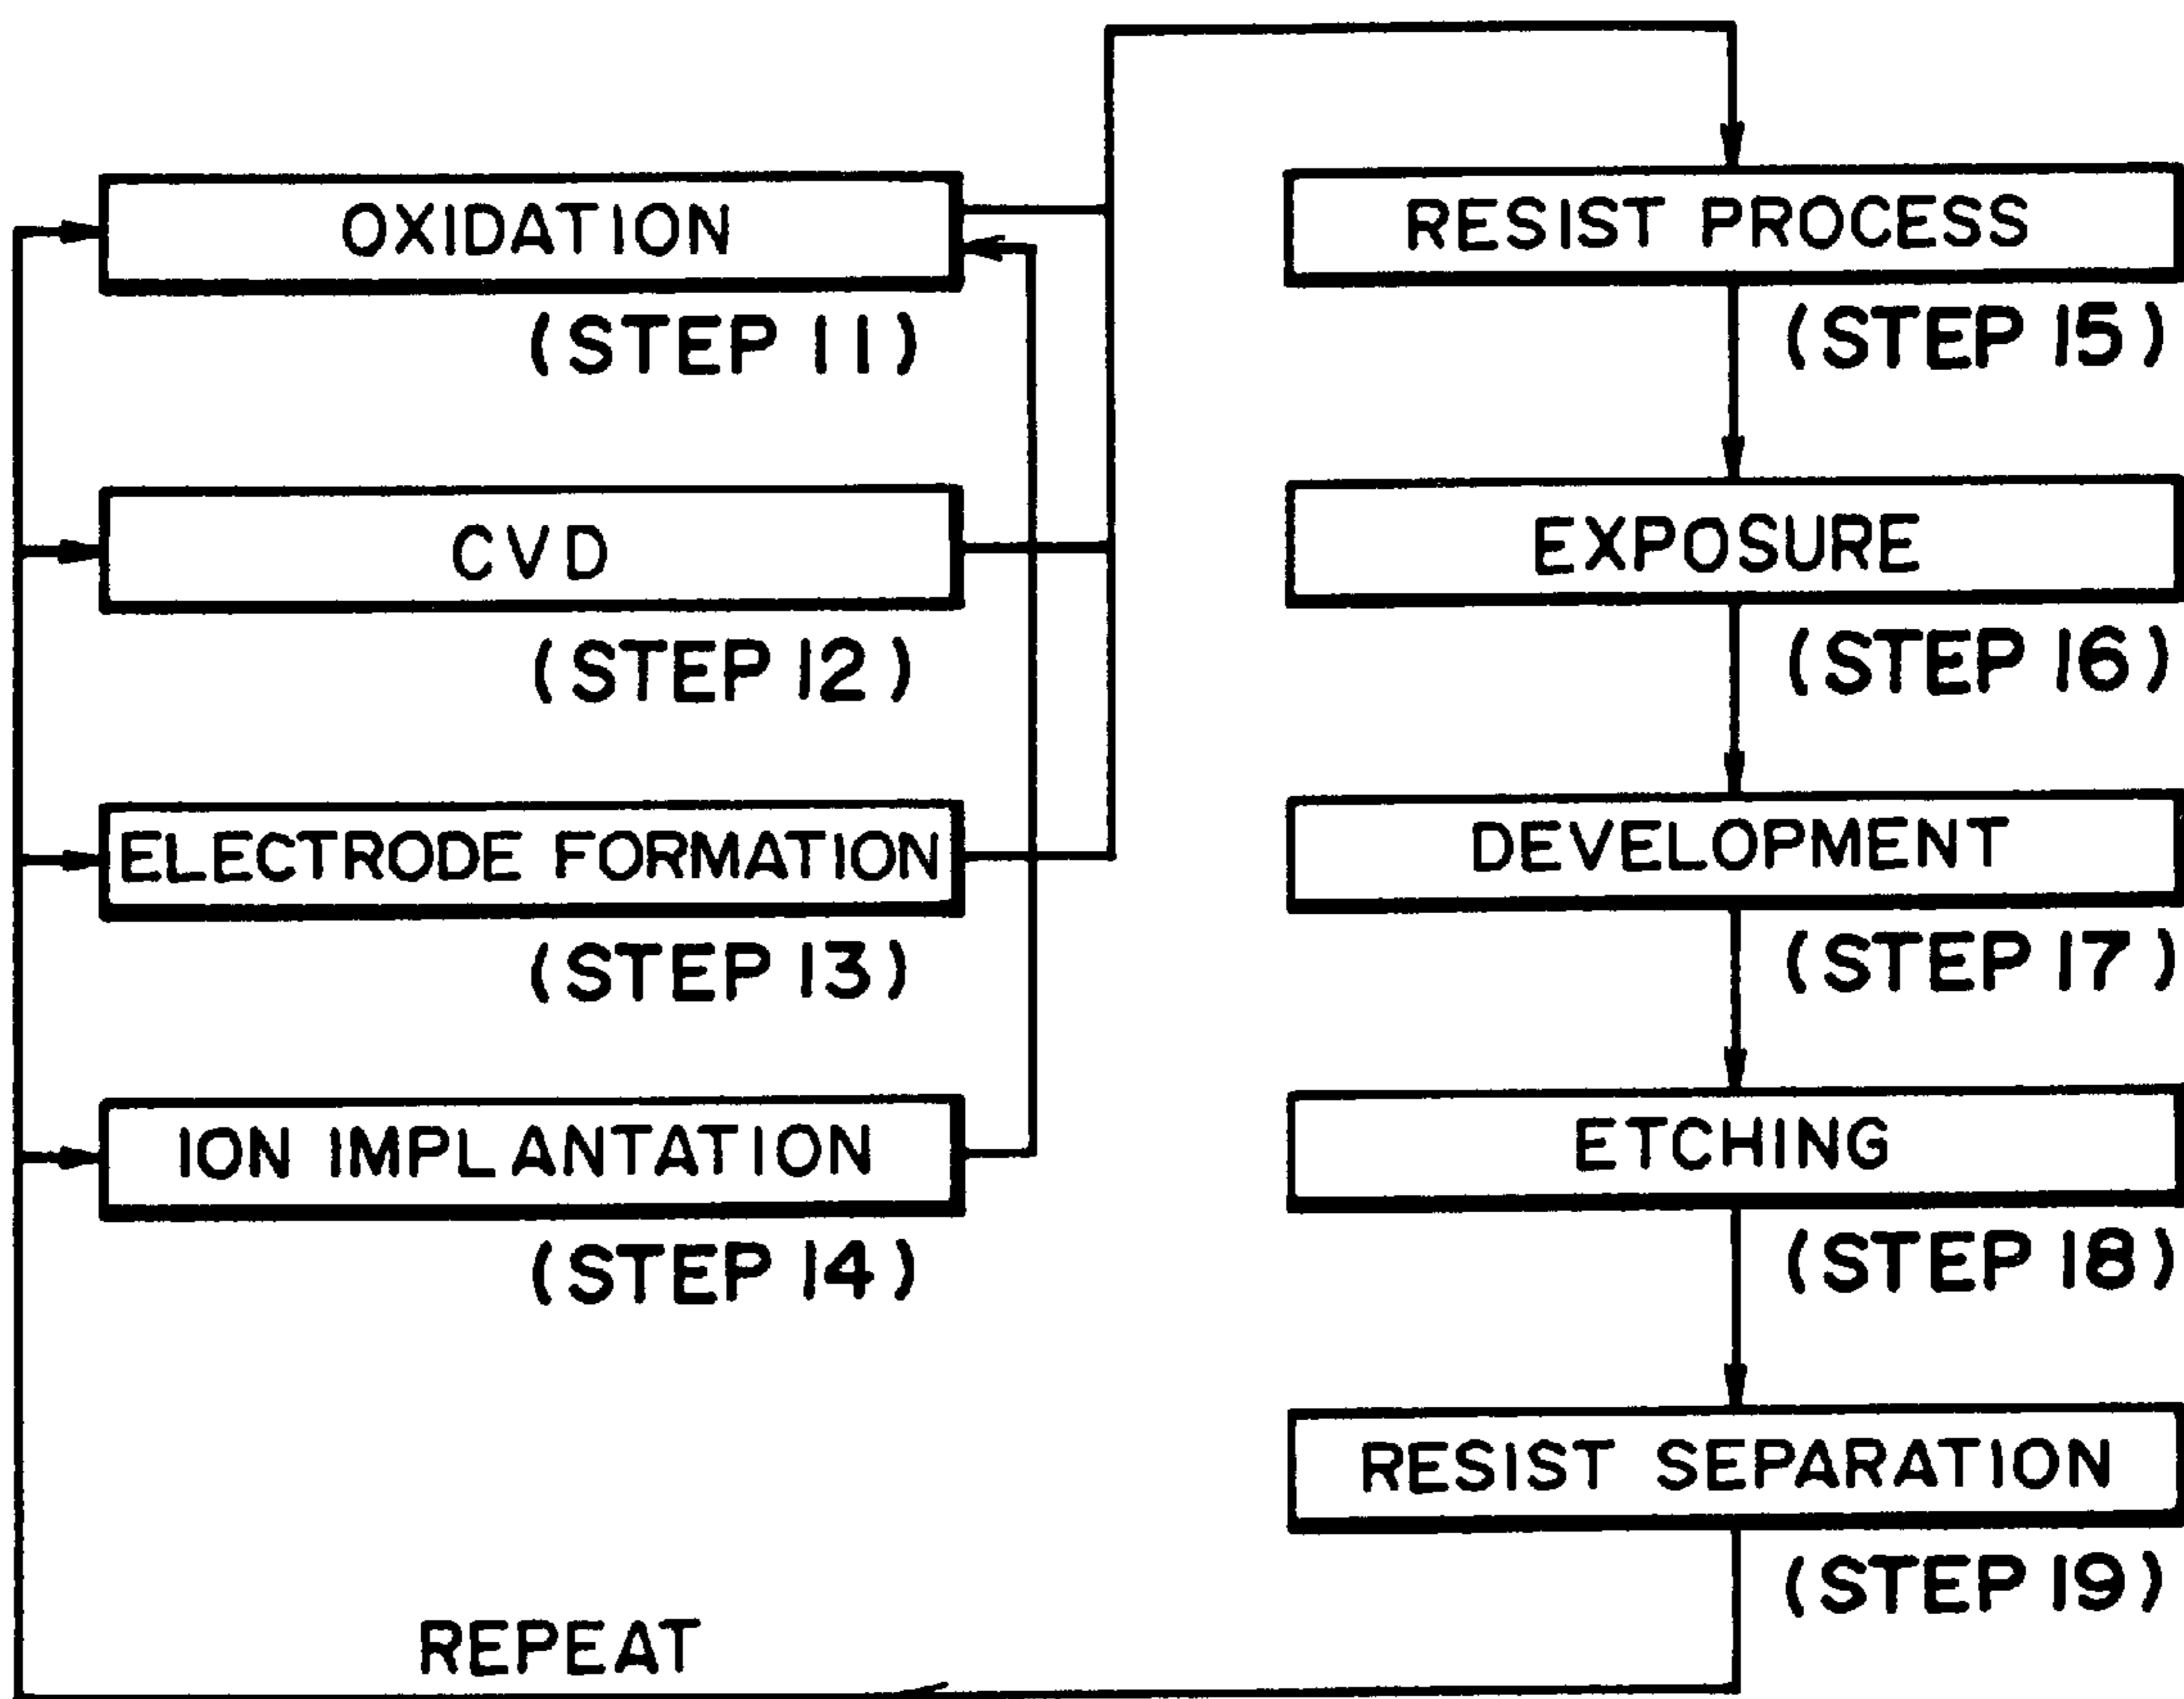 OXIDATION
(STEP 11)
CVD
(STEP 12)
ELECTRODE FORMATION
(STEP 13)
ION IMPLANTATION
(STEP 14)
REPEAT
RESIST PROCESS
(STEP 15)
EXPOSURE
(STEP 16)
DEVELOPMENT
(STEP 17)
ETCHING
(STEP 18)
RESIST SEPARATION
(STEP 19)